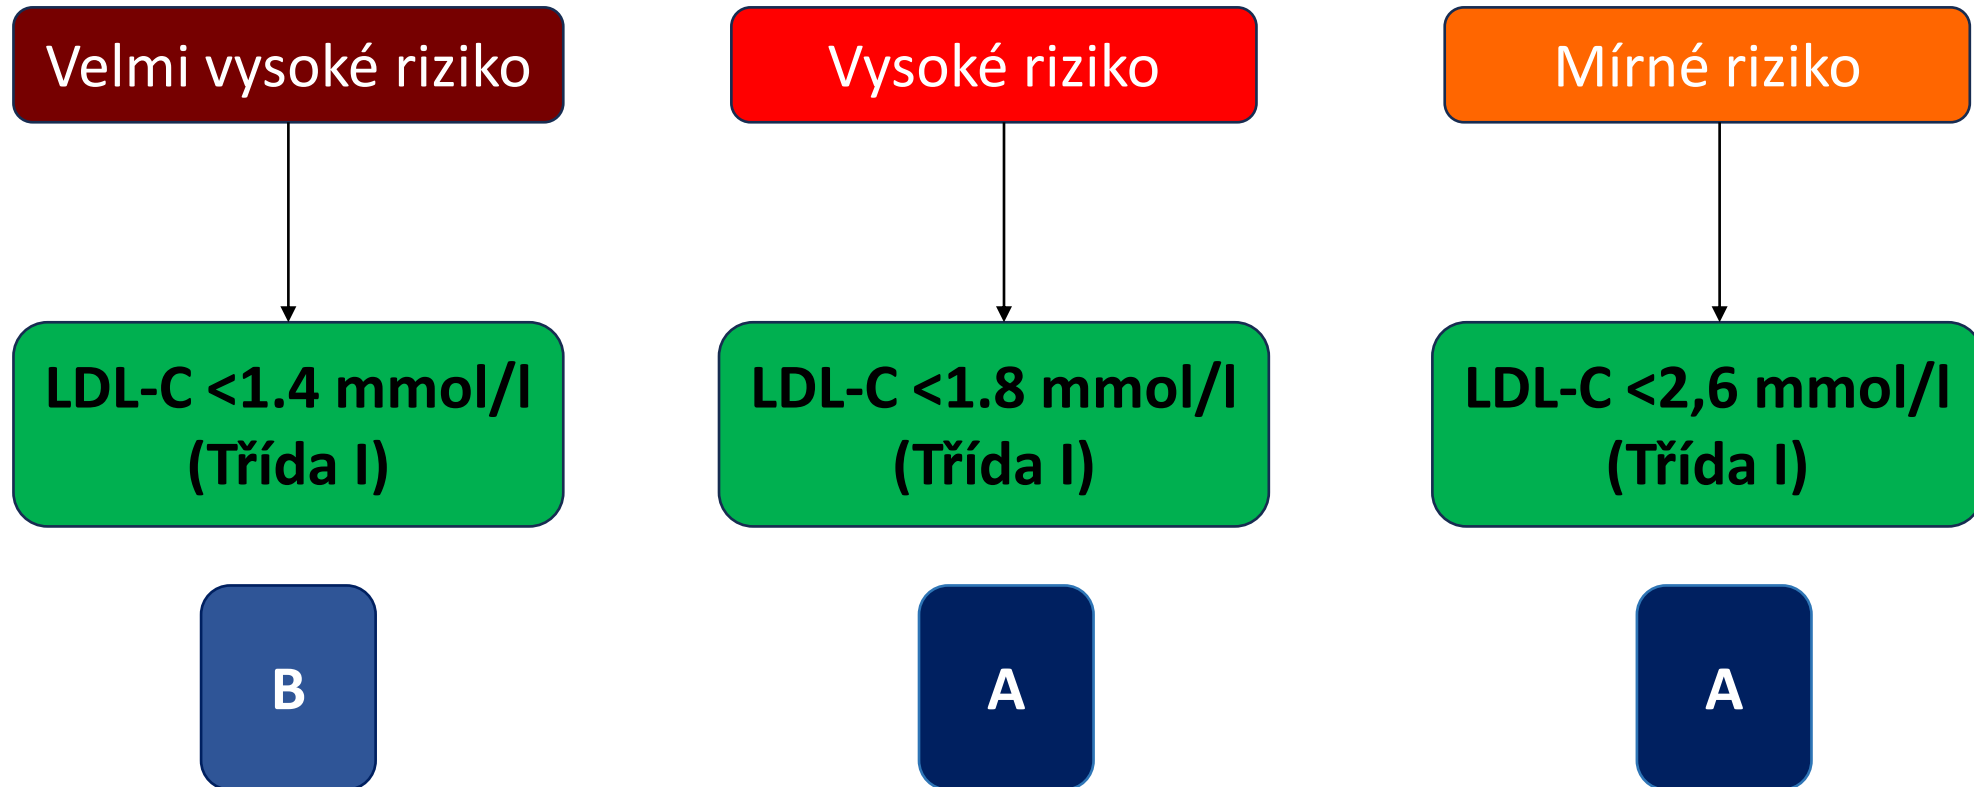 Velmi vysoké riziko
Vysoké riziko
Mírné riziko
LDL-C <1.4 mmol/l
(Třída I)
LDL-C <1.8 mmol/l
(Třída I)
LDL-C <2,6 mmol/l
(Třída I)
B
A
A